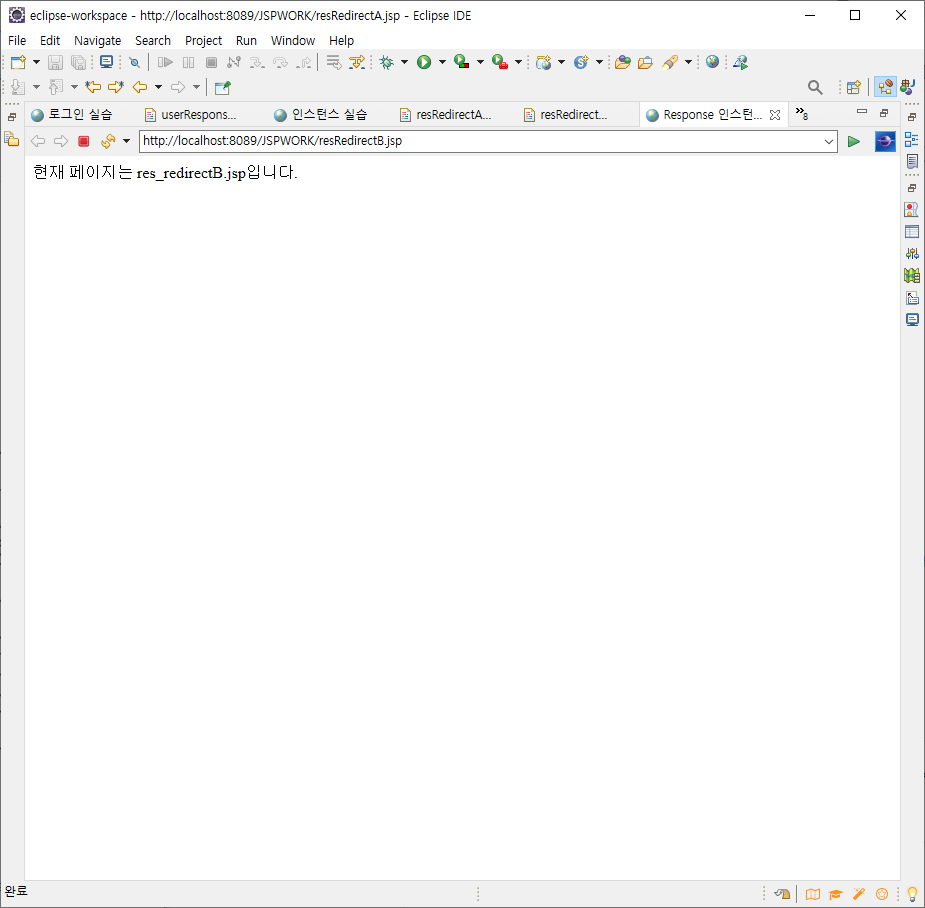 eclipse-workspace - http://localhost:8089/JSPWORK/resRedirectA.jsp - Eclipse IDE
File Edit Navigate Search Project Run Window Help
로그인 실습 userRespons... 인스턴스 실습 resRedirectA... resRedirect... Response 인스턴... »8
http://localhost:8089/JSPWORK/resRedirectB.jsp
현재 페이지는 res_redirectB.jsp입니다.
완료